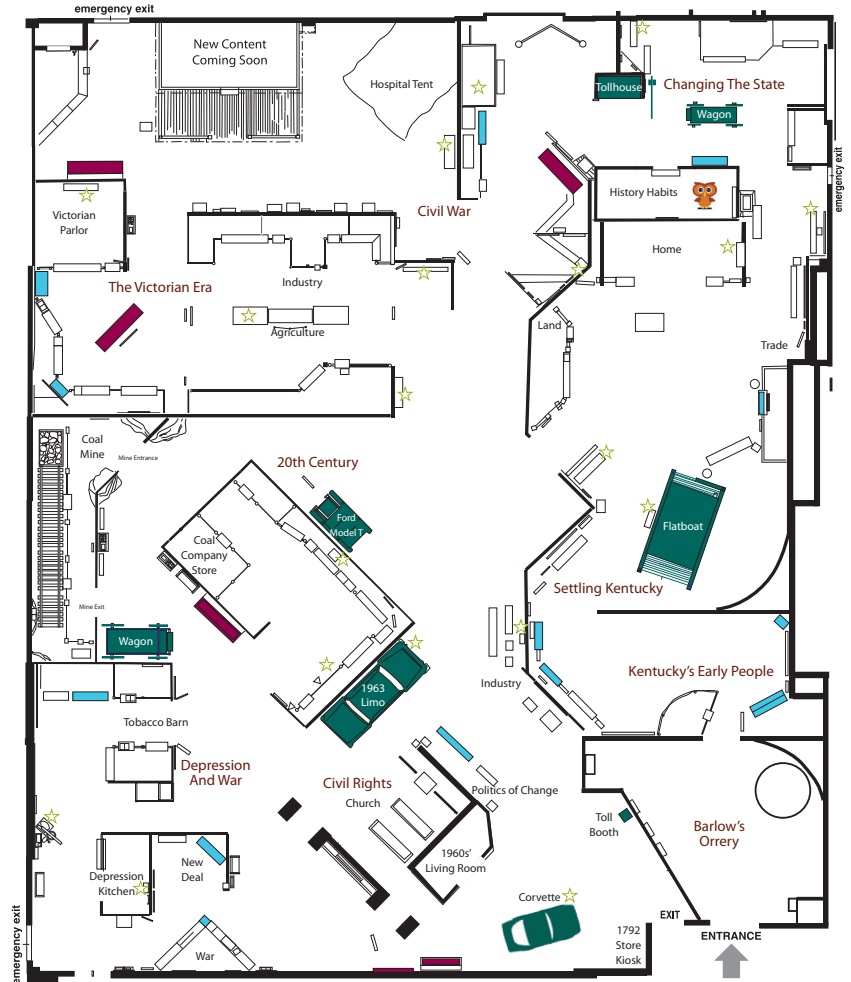 emergency exit
New Content
Coming Soon
Hospital Tent
Tollhouse
Changing The State
Wagon
emergency exit
History Habits
Victorian
Parlor
Civil War
Home
The Victorian Era
Industry
Agriculture
Land
Trade
Coal
Mine
Mine Entrance
20th Century
Ford
Model T
Coal
Company
Store
Flatboat
Settling Kentucky
Mine Exit
Wagon
Kentucky's Early People
Industry
1963
Limo
Tobacco Barn
Depression
And War
Civil Rights
Church
Politics of Change
Toll
Booth
Barlow's
Orrery
1960s'
Living Room
New
Deal
Depression
Kitchen
Corvette
EXIT
ENTRANCE
1792
Store
Kiosk
War
emergency exit